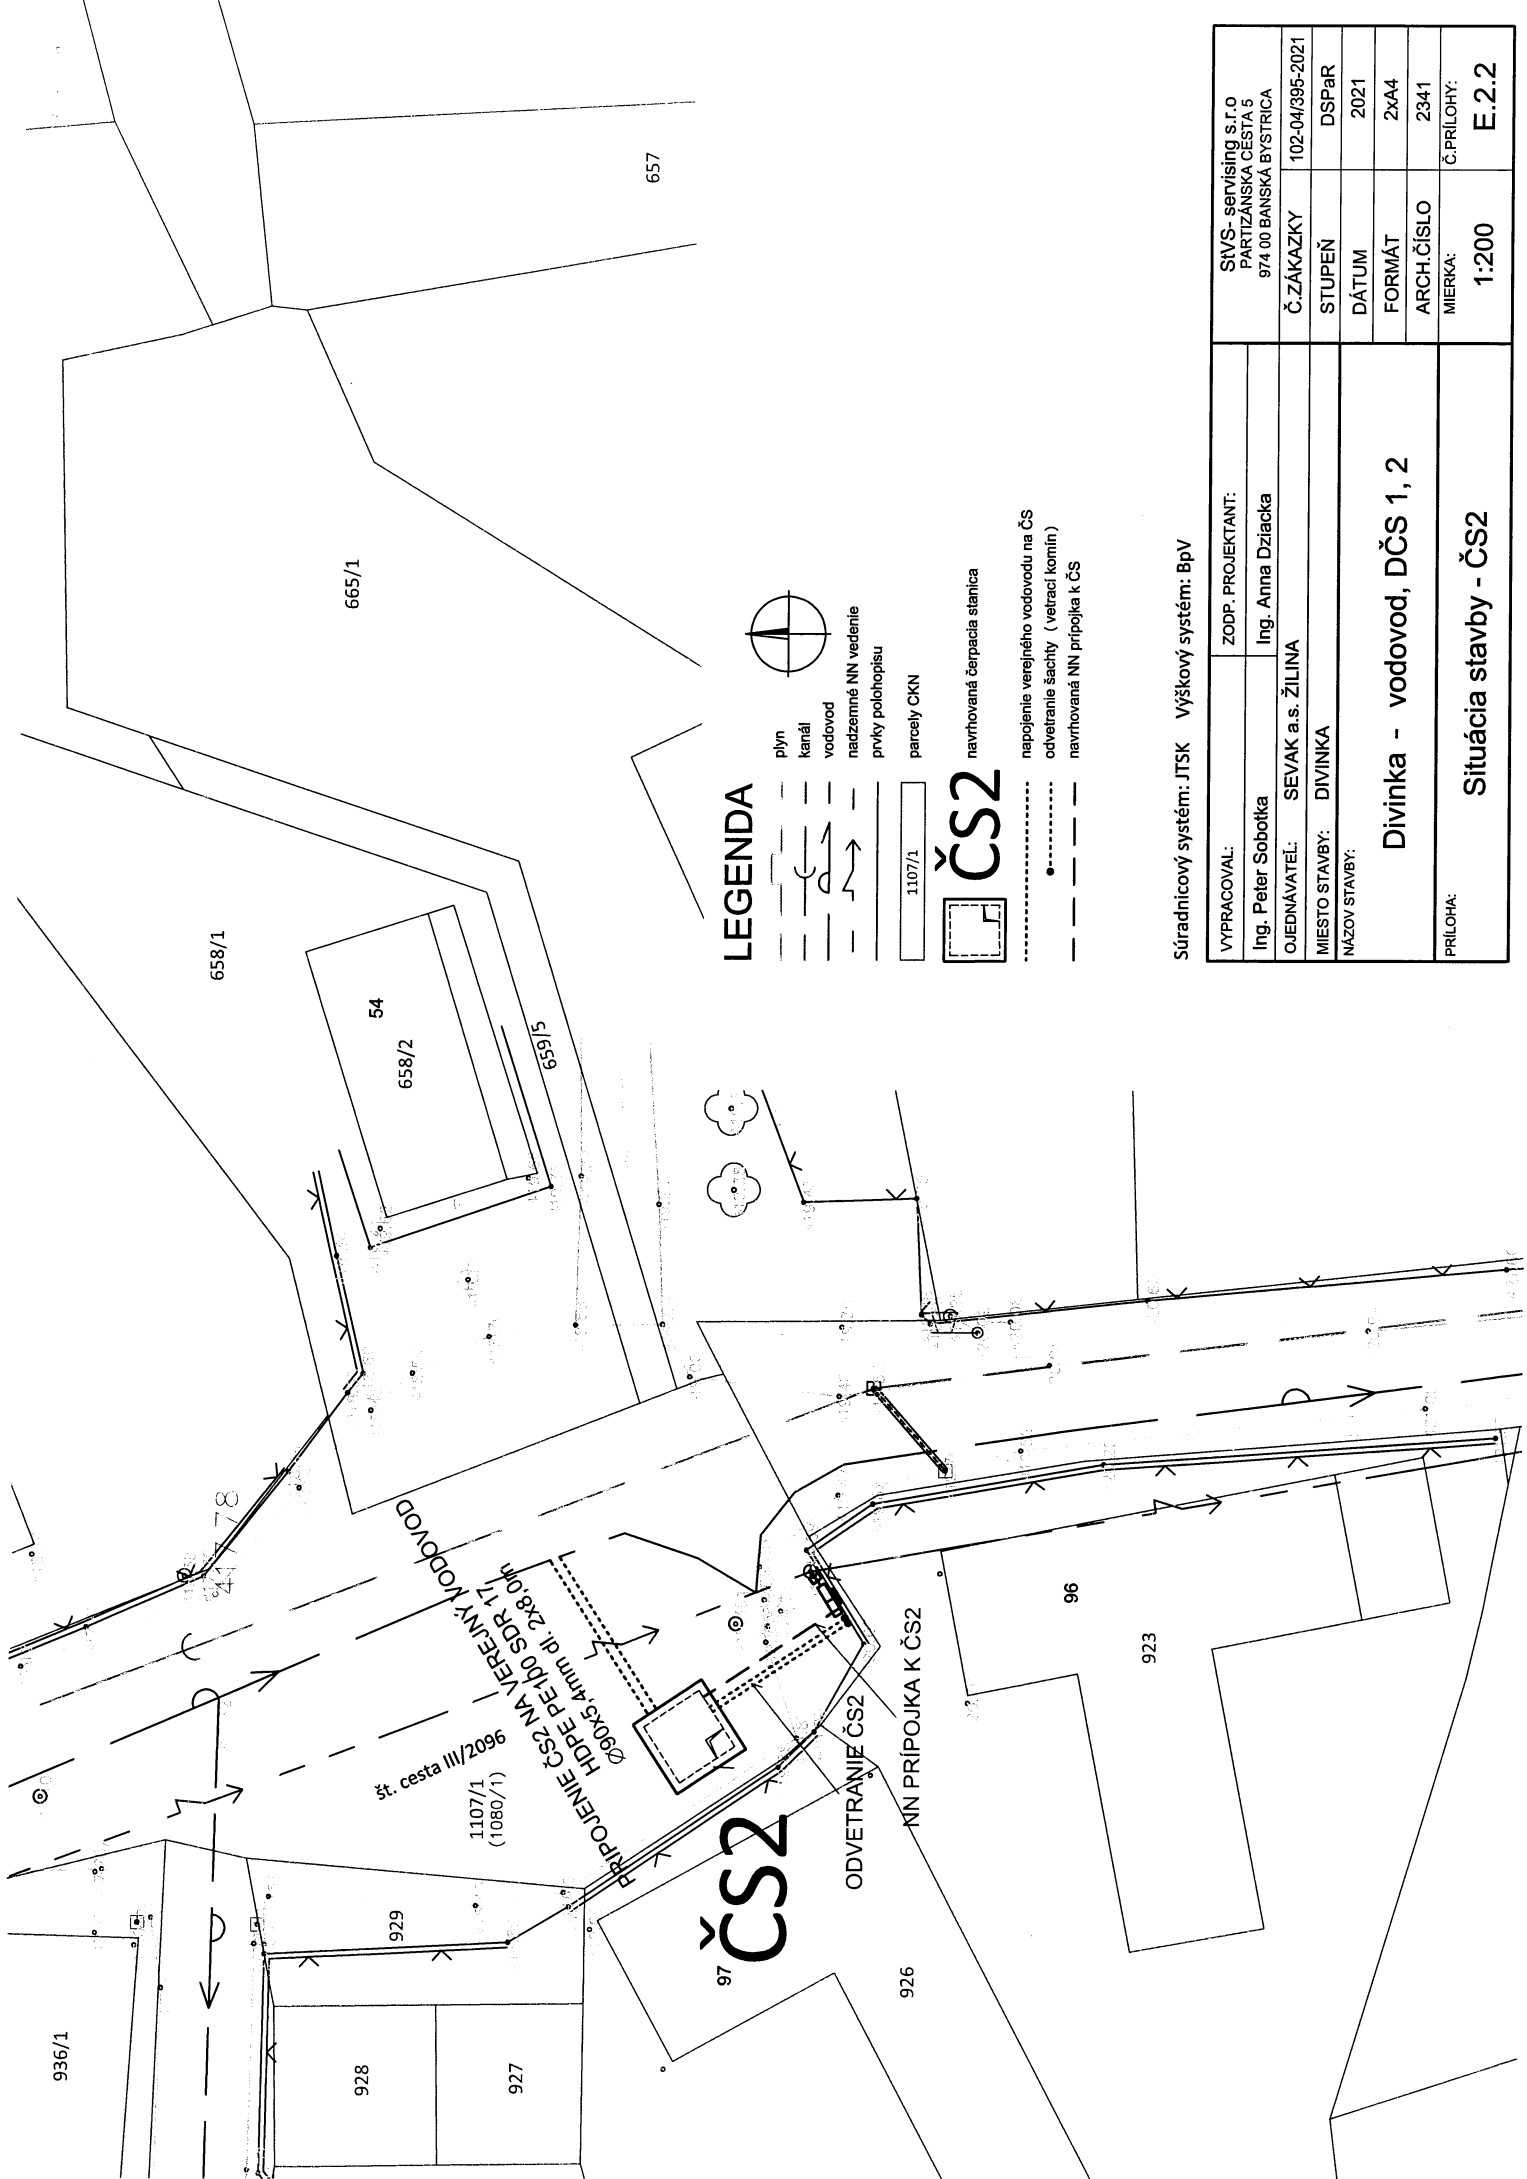 657
665/1
658/1
54
658/2
659/5
4178
PRIPOJENIE ČS2 NA VEREJNÝ VODOVOD
HDPE PE100 SDR 17,
Ø90x5,4mm dl. 2x8,0m
št. cesta III/2096
1107/1
(1080/1)
936/1
929
928
927
97
ČS2
926
ODVETRANIE ČS2
NN PRÍPOJKA K ČS2
96
923
LEGENDA
plyn
kanál
vodovod
nadzemné NN vedenie
prvky polohopisu
1107/1 parcely CKN
ČS2 navrhovaná čerpacia stanica
napojenie verejného vodovodu na ČS
odvetranie šachty (vetrací komín)
navrhovaná NN prípojka k ČS
Súradnicový systém: JTSK Výškový systém: BpV
VYPRACOVAL: ZODP. PROJEKTANT:
Ing. Peter Sobotka Ing. Anna Dziacka
OJEDNÁVATEĽ: SEVAK a.s. ŽILINA
MIESTO STAVBY: DIVINKA
NÁZOV STAVBY:
Divinka - vodovod, DČS 1, 2
PRÍLOHA:
Situácia stavby - ČS2
StVS- servising s.r.o
PARTIZÁNSKA CESTA 5
974 00 BANSKÁ BYSTRICA
Č.ZÁKAZKY 102-04/395-2021
STUPEŇ DSPaR
DÁTUM 2021
FORMÁT 2xA4
ARCH.ČÍSLO 2341
MIERKA: Č.PRÍLOHY:
1:200 E.2.2